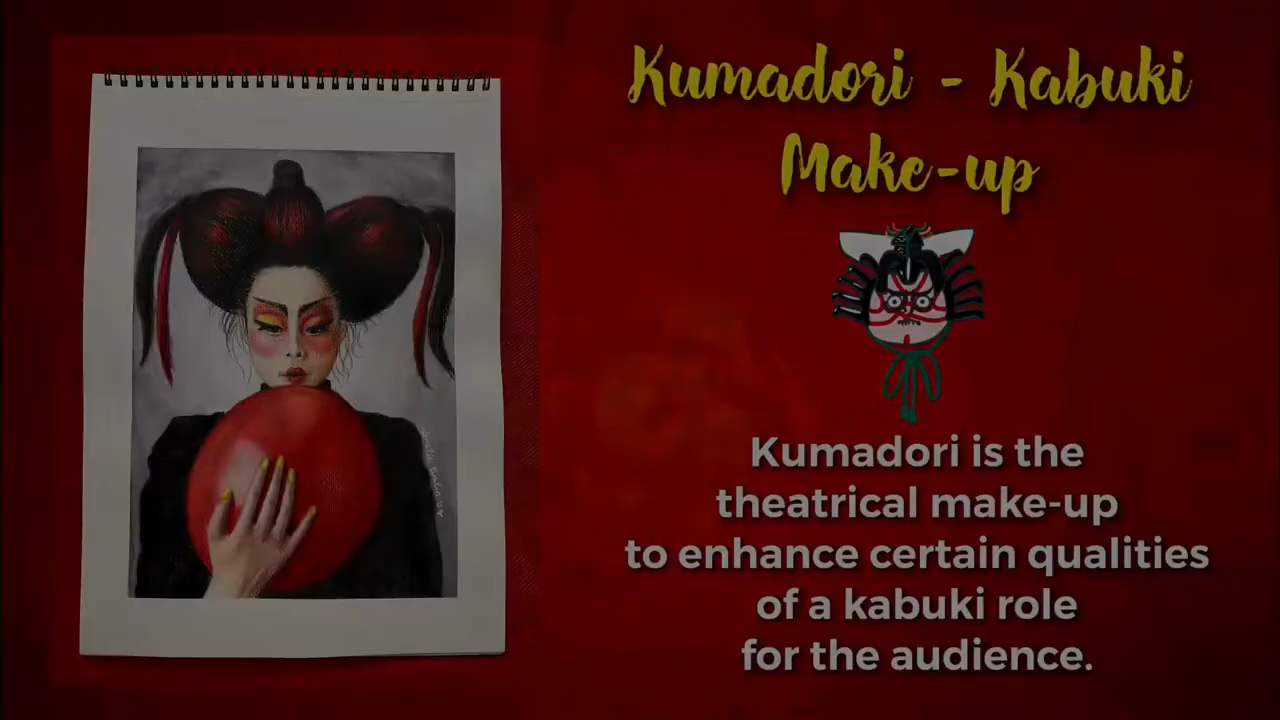 Kumadori - Kabuki
Make-up
Kumadori is the
theatrical make-up
to enhance certain qualities
of a kabuki role
for the audience.